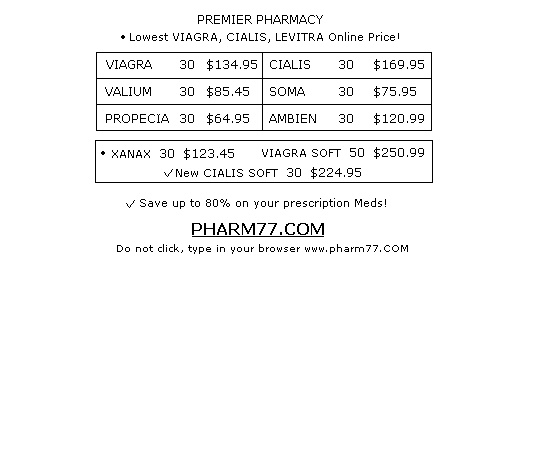 PREMIER PHARMACY
• Lowest VIAGRA, CIALIS, LEVITRA Online Price!
VIAGRA 30 $134.95 CIALIS 30 $169.95
VALIUM 30 $85.45 SOMA 30 $75.95
PROPECIA 30 $64.95 AMBIEN 30 $120.99
• XANAX 30 $123.45 VIAGRA SOFT 50 $250.99
✓New CIALIS SOFT 30 $224.95
✓ Save up to 80% on your prescription Meds!
PHARM77.COM
Do not click, type in your browser www.pharm77.COM